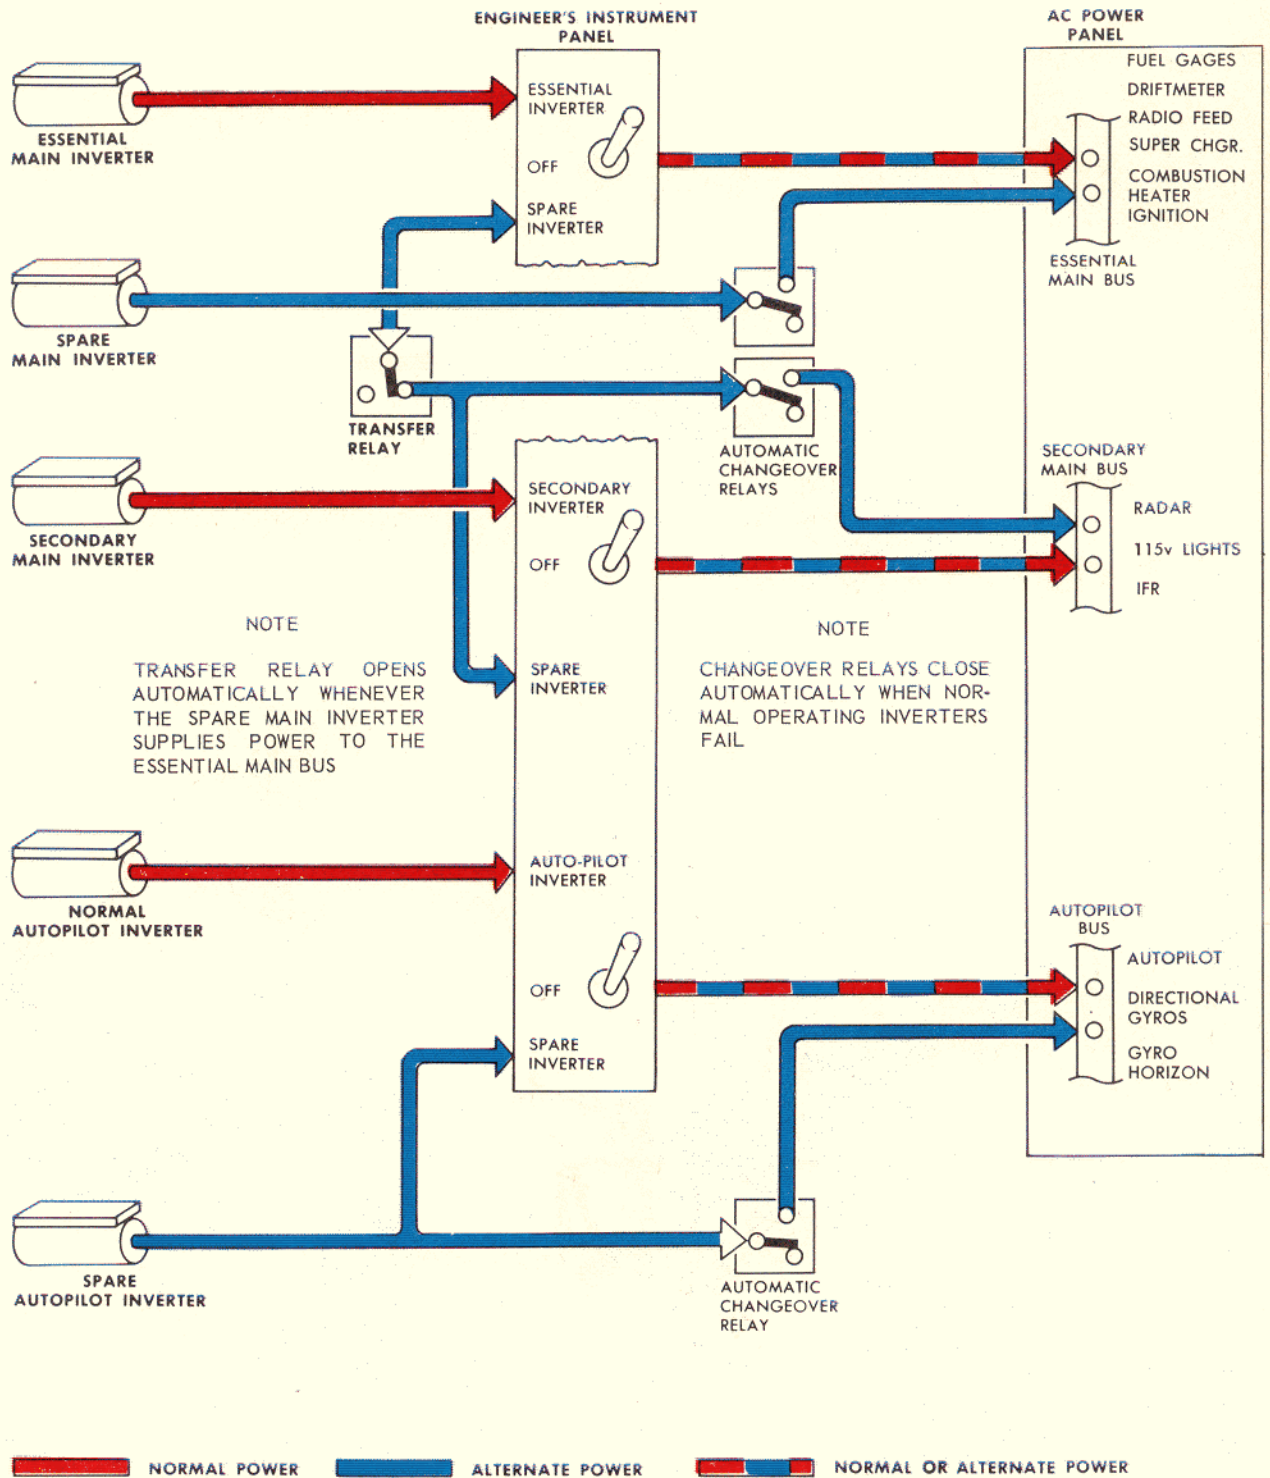 ENGINEER'S INSTRUMENT
PANEL
AC POWER
PANEL
ESSENTIAL
MAIN INVERTER
ESSENTIAL
INVERTER
OFF
SPARE
INVERTER
FUEL GAGES
DRIFTMETER
RADIO FEED
SUPER CHGR.
COMBUSTION
HEATER
IGNITION
ESSENTIAL
MAIN BUS
SPARE
MAIN INVERTER
TRANSFER
RELAY
AUTOMATIC
CHANGEOVER
RELAYS
SECONDARY
MAIN BUS
SECONDARY
MAIN INVERTER
SECONDARY
INVERTER
OFF
SPARE
INVERTER
RADAR
115v LIGHTS
IFR
NOTE
TRANSFER RELAY OPENS
AUTOMATICALLY WHENEVER
THE SPARE MAIN INVERTER
SUPPLIES POWER TO THE
ESSENTIAL MAIN BUS
NOTE
CHANGEOVER RELAYS CLOSE
AUTOMATICALLY WHEN NOR-
MAL OPERATING INVERTERS
FAIL
NORMAL
AUTOPILOT INVERTER
AUTO-PILOT
INVERTER
OFF
SPARE
INVERTER
AUTOPILOT
BUS
AUTOPILOT
DIRECTIONAL
GYROS
GYRO
HORIZON
SPARE
AUTOPILOT INVERTER
AUTOMATIC
CHANGEOVER
RELAY
NORMAL POWER
ALTERNATE POWER
NORMAL OR ALTERNATE POWER